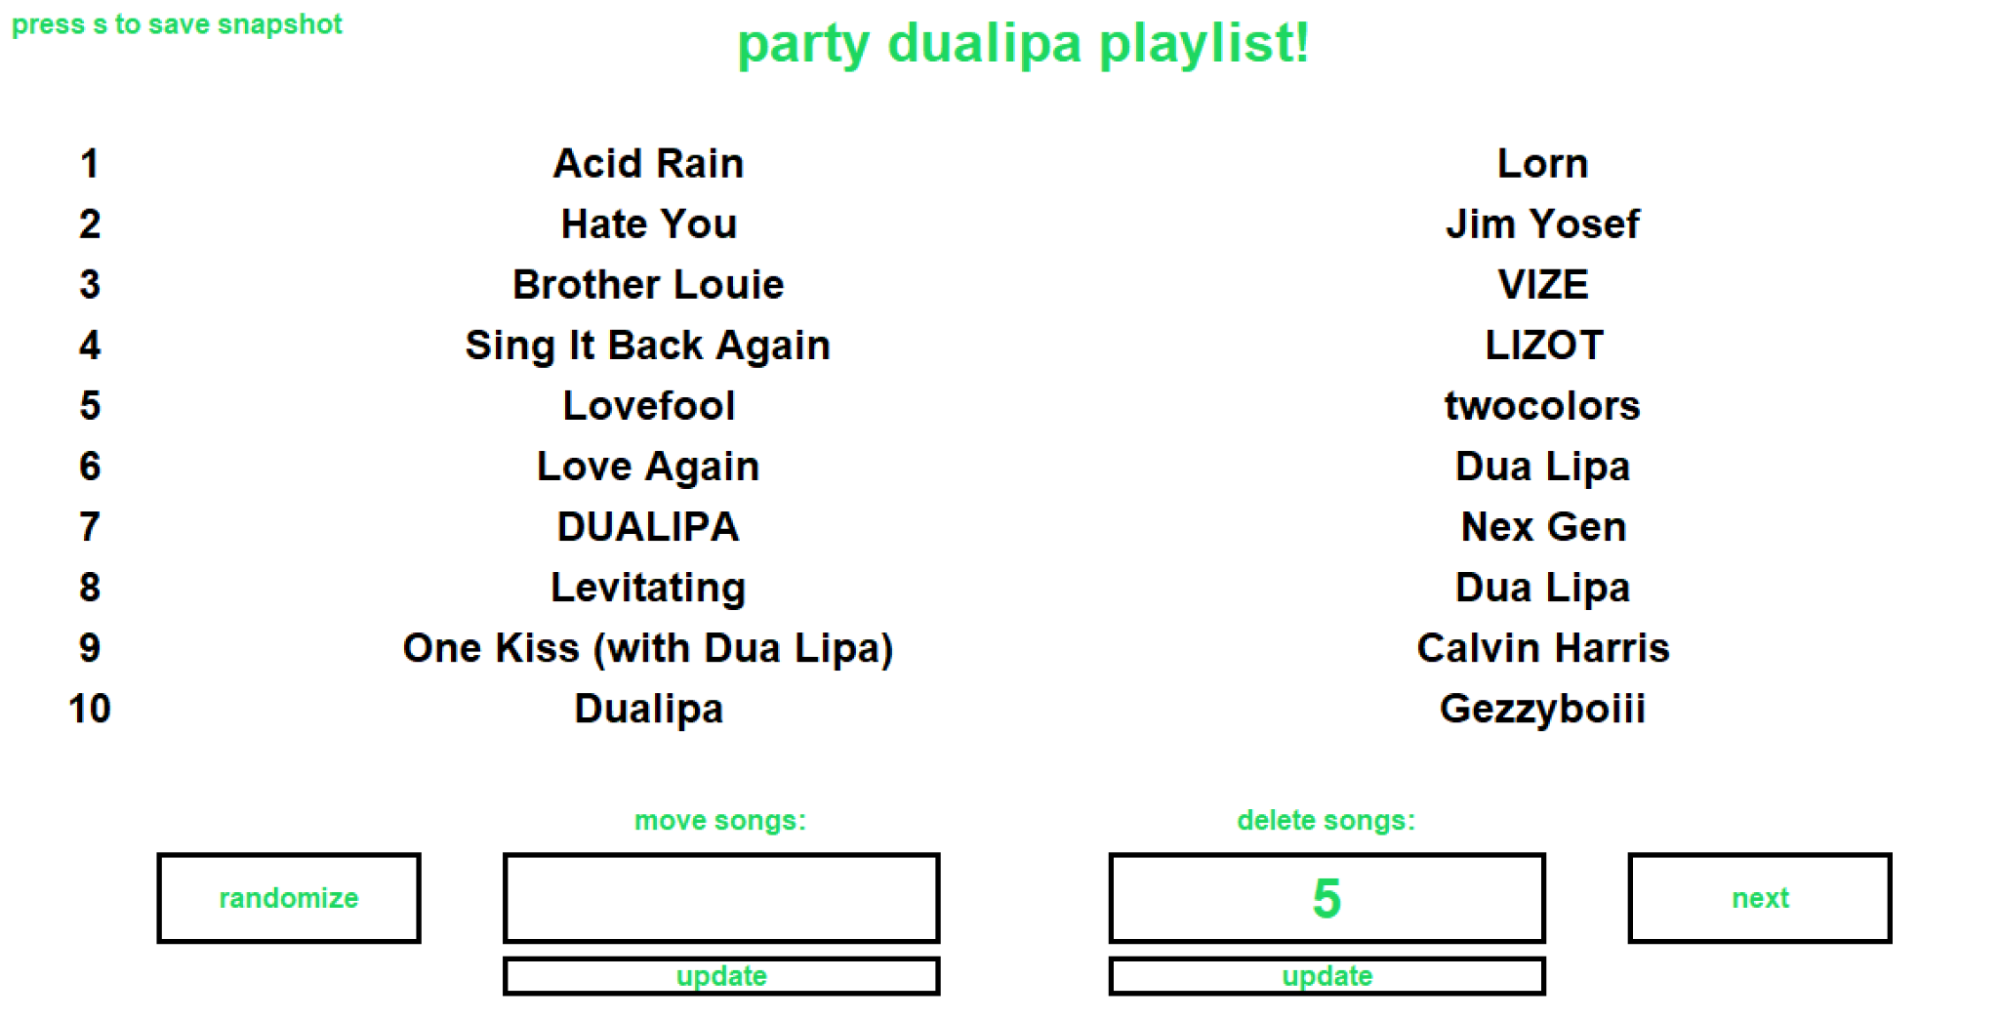 press s to save snapshot
party dualipa playlist!
1 Acid Rain Lorn
2 Hate You Jim Yosef
3 Brother Louie VIZE
4 Sing It Back Again LIZOT
5 Lovefool twocolors
6 Love Again Dua Lipa
7 DUALIPA Nex Gen
8 Levitating Dua Lipa
9 One Kiss (with Dua Lipa) Calvin Harris
10 Dualipa Gezzyboiii
move songs: delete songs:
randomize 5 next
update update